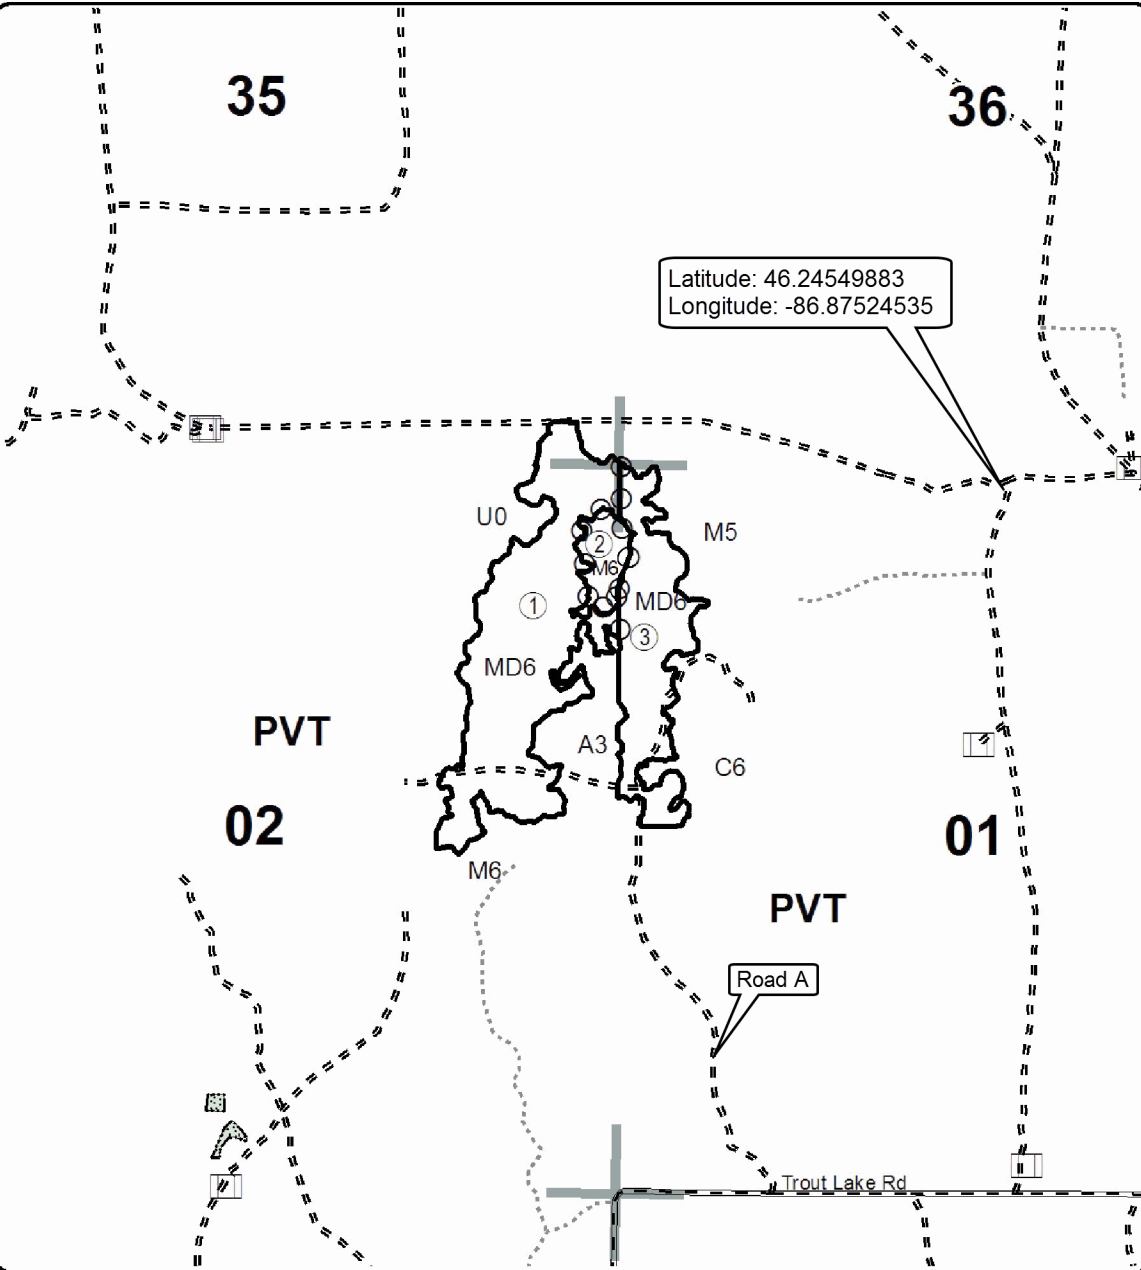 35
36
Latitude: 46.24549883
Longitude: -86.87524535
U0
M5
2
M6
1
MD6
3
MD6
PVT
A3
C6
02
01
M6
PVT
Road A
Trout Lake Rd